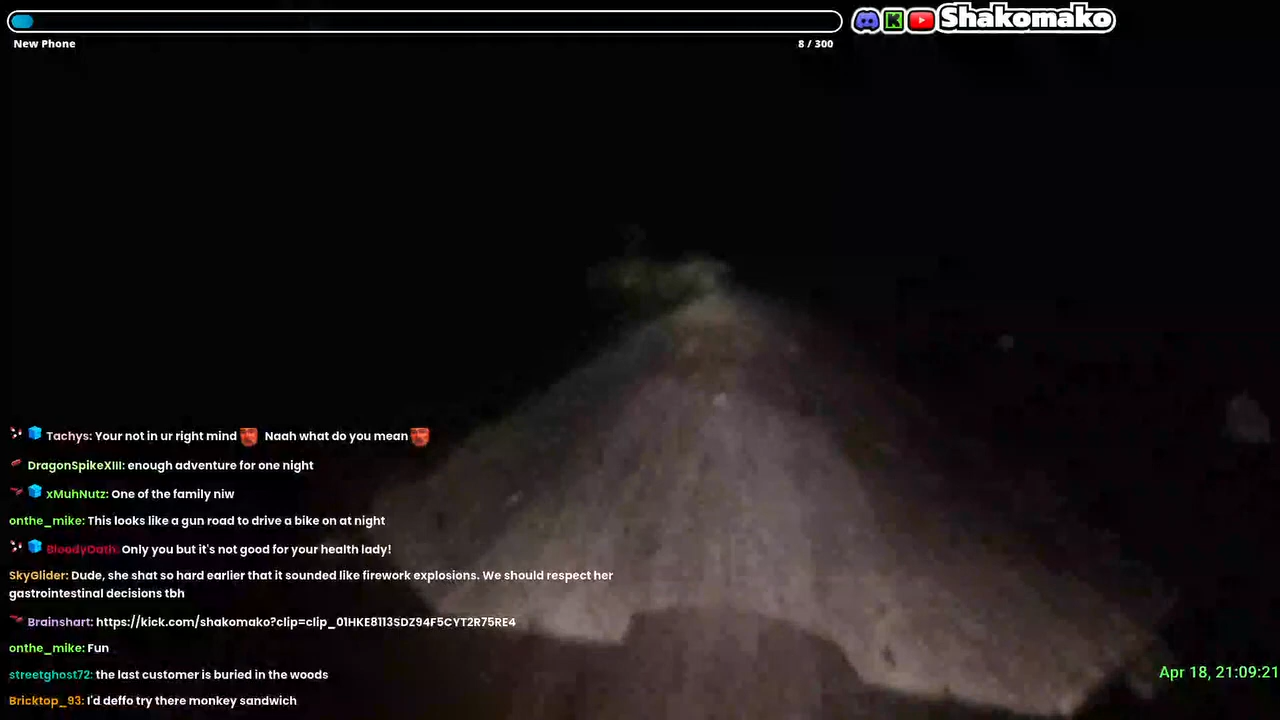 Shakomako
New Phone
8 / 300
Tachys: Your not in ur right mind Naah what do you mean
DragonSpikeXIII: enough adventure for one night
xMuhNutz: One of the family niw
onthe_mike: This looks like a gun road to drive a bike on at night
BloodyOath: Only you but it's not good for your health lady!
SkyGlider: Dude, she shat so hard earlier that it sounded like firework explosions. We should respect her
gastrointestinal decisions tbh
Brainshart: https://kick.com/shakomako?clip=clip_01HKE8113SDZ94F5CYT2R75RE4
onthe_mike: Fun
streetghost72: the last customer is buried in the woods
Apr 18, 21:09:21
Bricktop_93: I'd deffo try there monkey sandwich